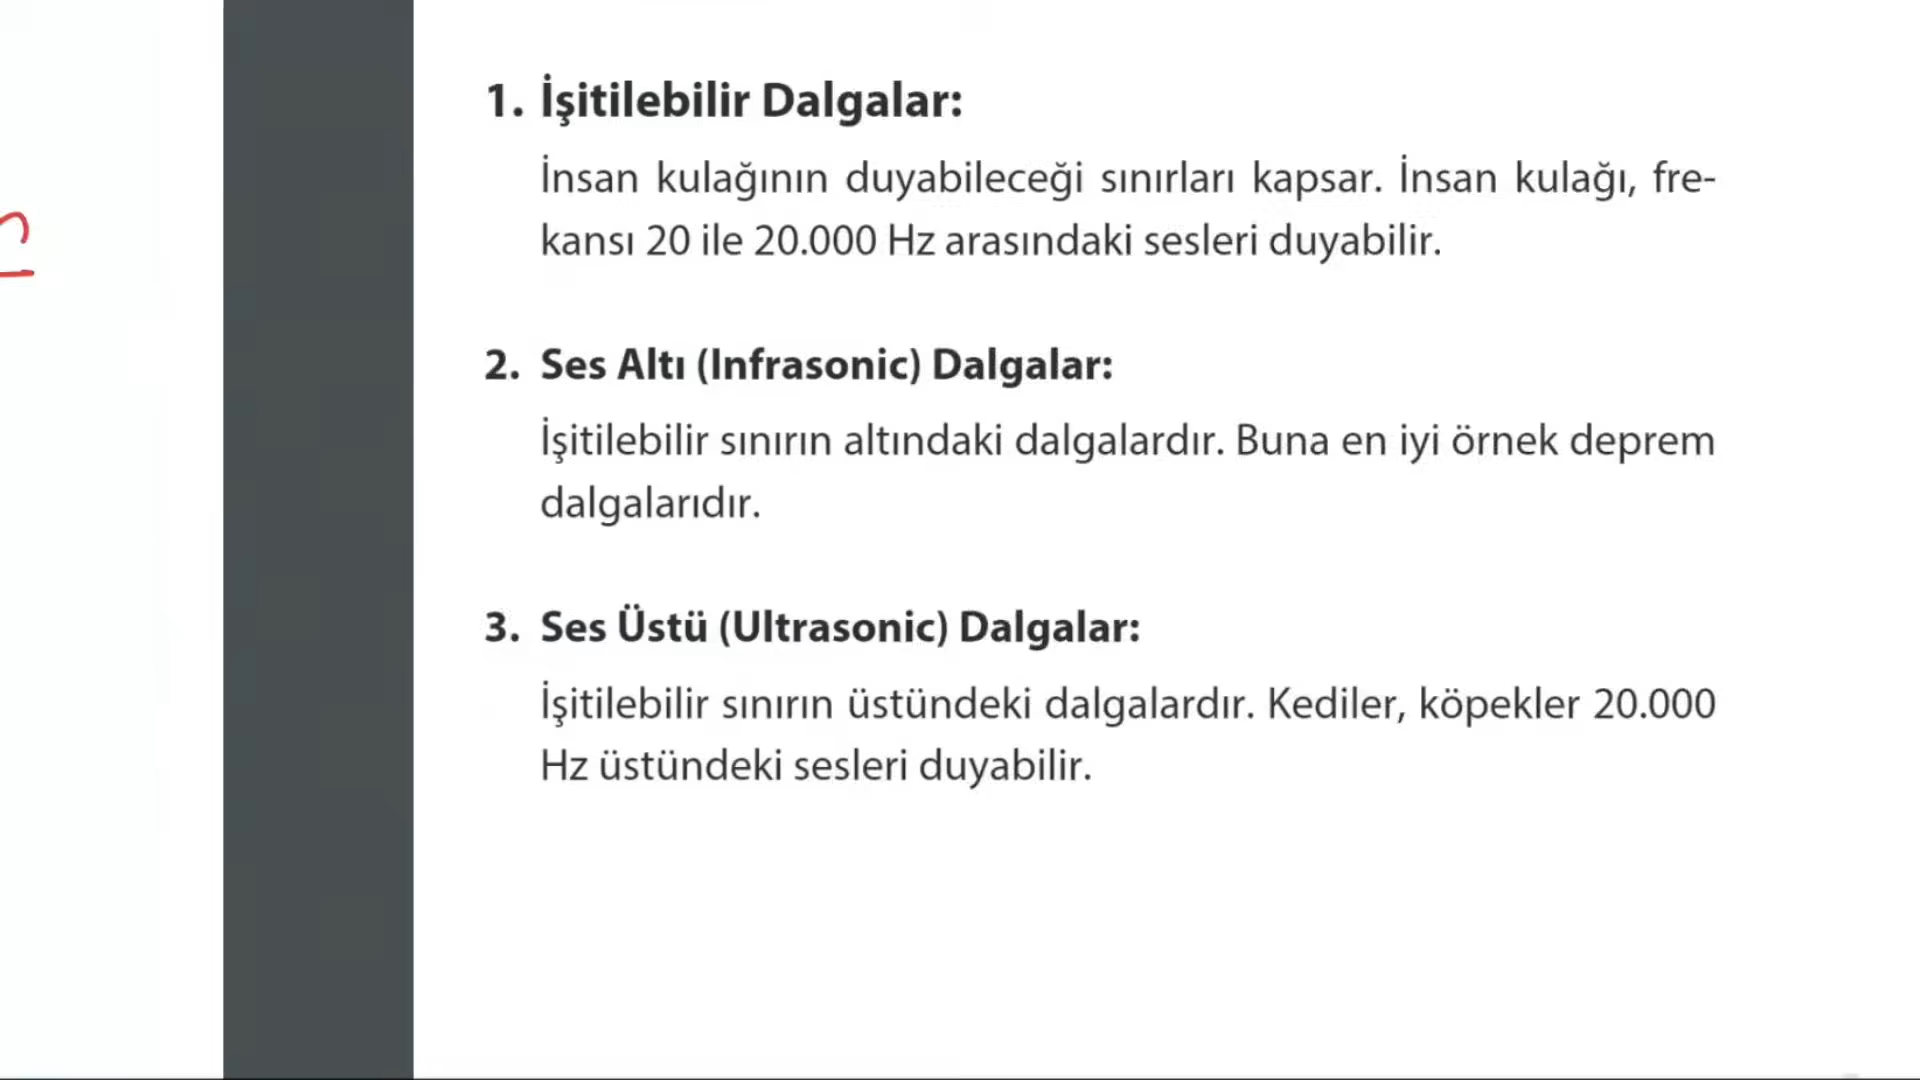 1. İşitilebilir Dalgalar:
İnsan kulağının duyabileceği sınırları kapsar. İnsan kulağı, fre-
kansı 20 ile 20.000 Hz arasındaki sesleri duyabilir.
2. Ses Altı (Infrasonic) Dalgalar:
İşitilebilir sınırın altındaki dalgalardır. Buna en iyi örnek deprem
dalgalarıdır.
3. Ses Üstü (Ultrasonic) Dalgalar:
İşitilebilir sınırın üstündeki dalgalardır. Kediler, köpekler 20.000
Hz üstündeki sesleri duyabilir.